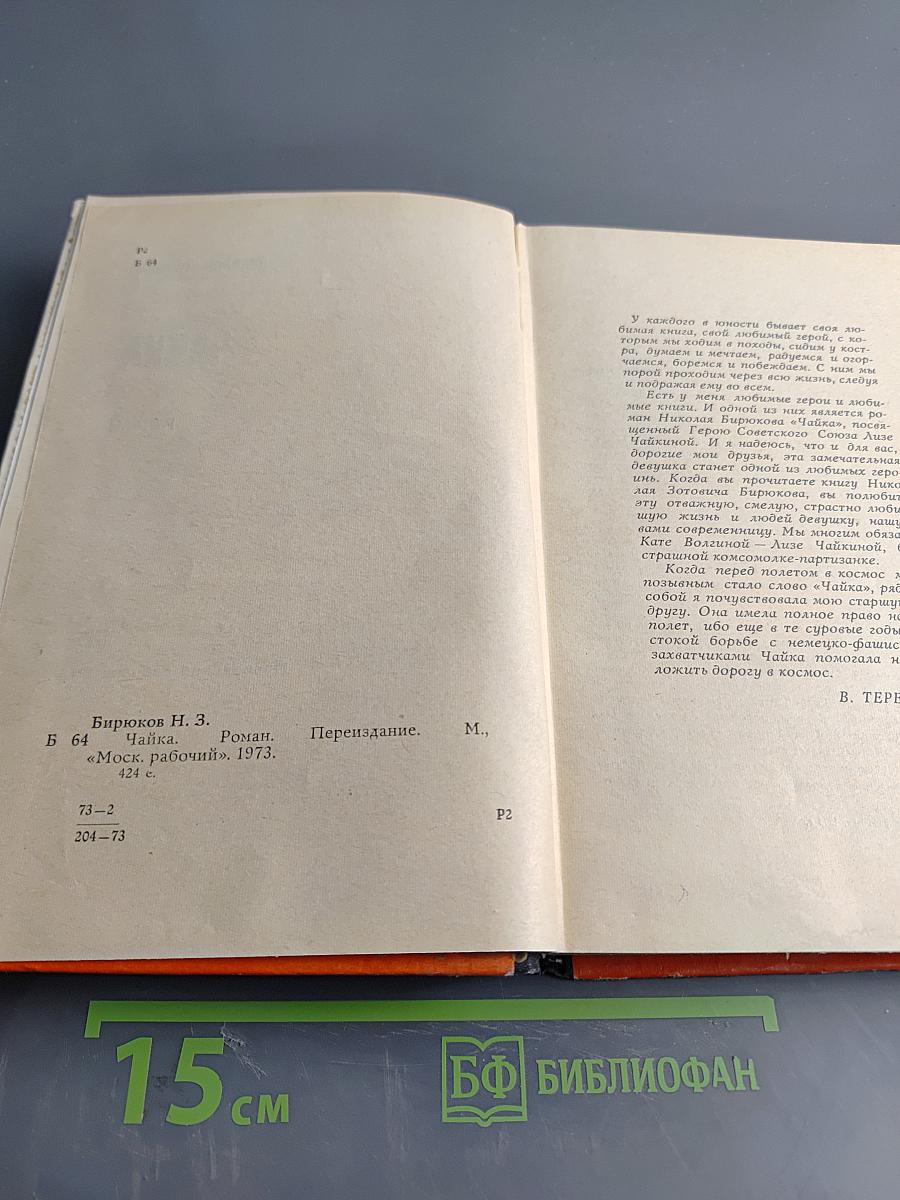 Р2
Б 64
Бирюков Н. З.
Б 64 Чайка. Роман. Переиздание. М.,
«Моск. рабочий». 1973.
424 с.
73—2
204—73
Р2
У каждого в юности бывает своя лю-
бимая книга, свой любимый герой, с ко-
торым мы ходим в походы, сидим у кост-
ра, думаем и мечтаем, радуемся и огор-
чаемся, боремся и побеждаем. С ним мы
порой проходим через всю жизнь, следуя
и подражая ему во всем.
Есть у меня любимые герои и люби-
мые книги. И одной из них является ро-
ман Николая Бирюкова «Чайка», посвя-
щенный Герою Советского Союза Лизе
Чайкиной. И я надеюсь, что и для вас,
дорогие мои друзья, эта замечательная
девушка станет одной из любимых геро-
инь. Когда вы прочитаете книгу Нико-
лая Зотовича Бирюкова, вы полюбит
эту отважную, смелую, страстно люби
шую жизнь и людей девушку, нашу
вами современницу. Мы многим обяза
Кате Волгиной — Лизе Чайкиной, б
страшной комсомолке-партизанке.
Когда перед полетом в космос м
позывным стало слово «Чайка», ряд
собой я почувствовала мою старшу
другу. Она имела полное право на
полет, ибо еще в те суровые годы
стокой борьбе с немецко-фашис
захватчиками Чайка помогала н
ложить дорогу в космос.
В. ТЕРЕ
15 см
БФ БИБЛИОФАН